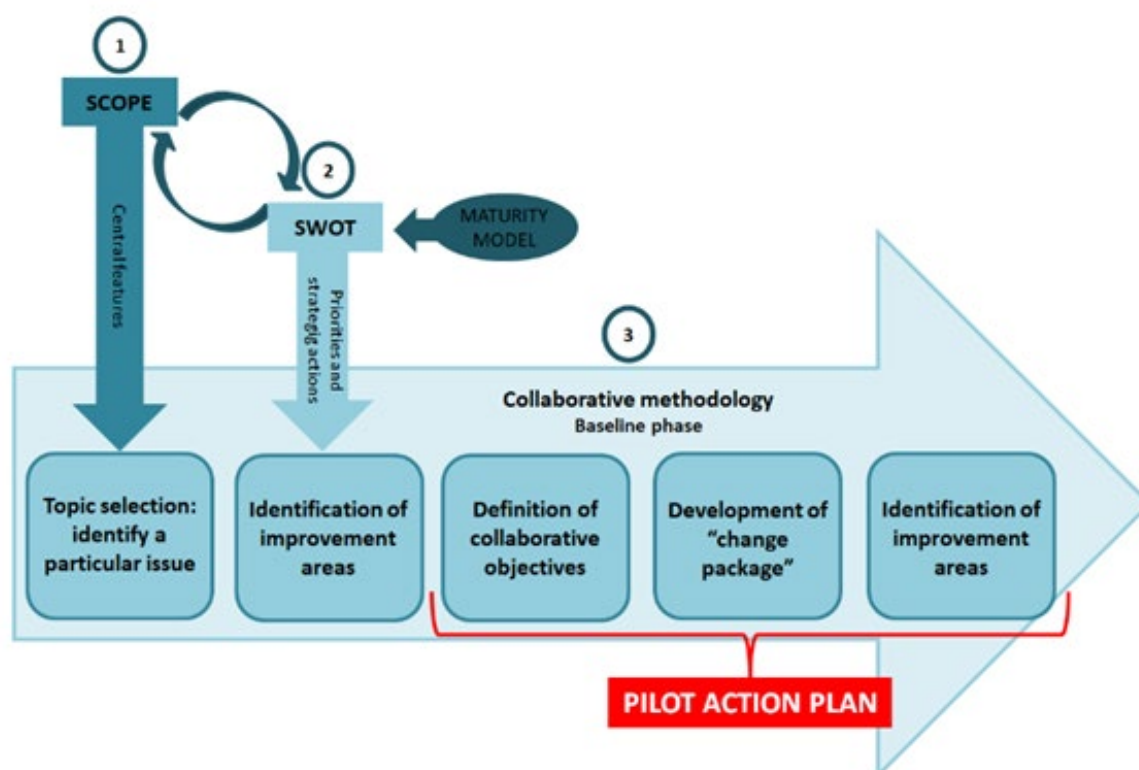 1
SCOPE
2
SWOT
MATURITY
MODEL
Central features
Priorities and
strategig actions
3
Collaborative methodology
Baseline phase
Topic selection:
identify a
particular issue
Identification of
improvement
areas
Definition of
collaborative
objectives
Development of
“change
package”
Identification of
improvement
areas
PILOT ACTION PLAN